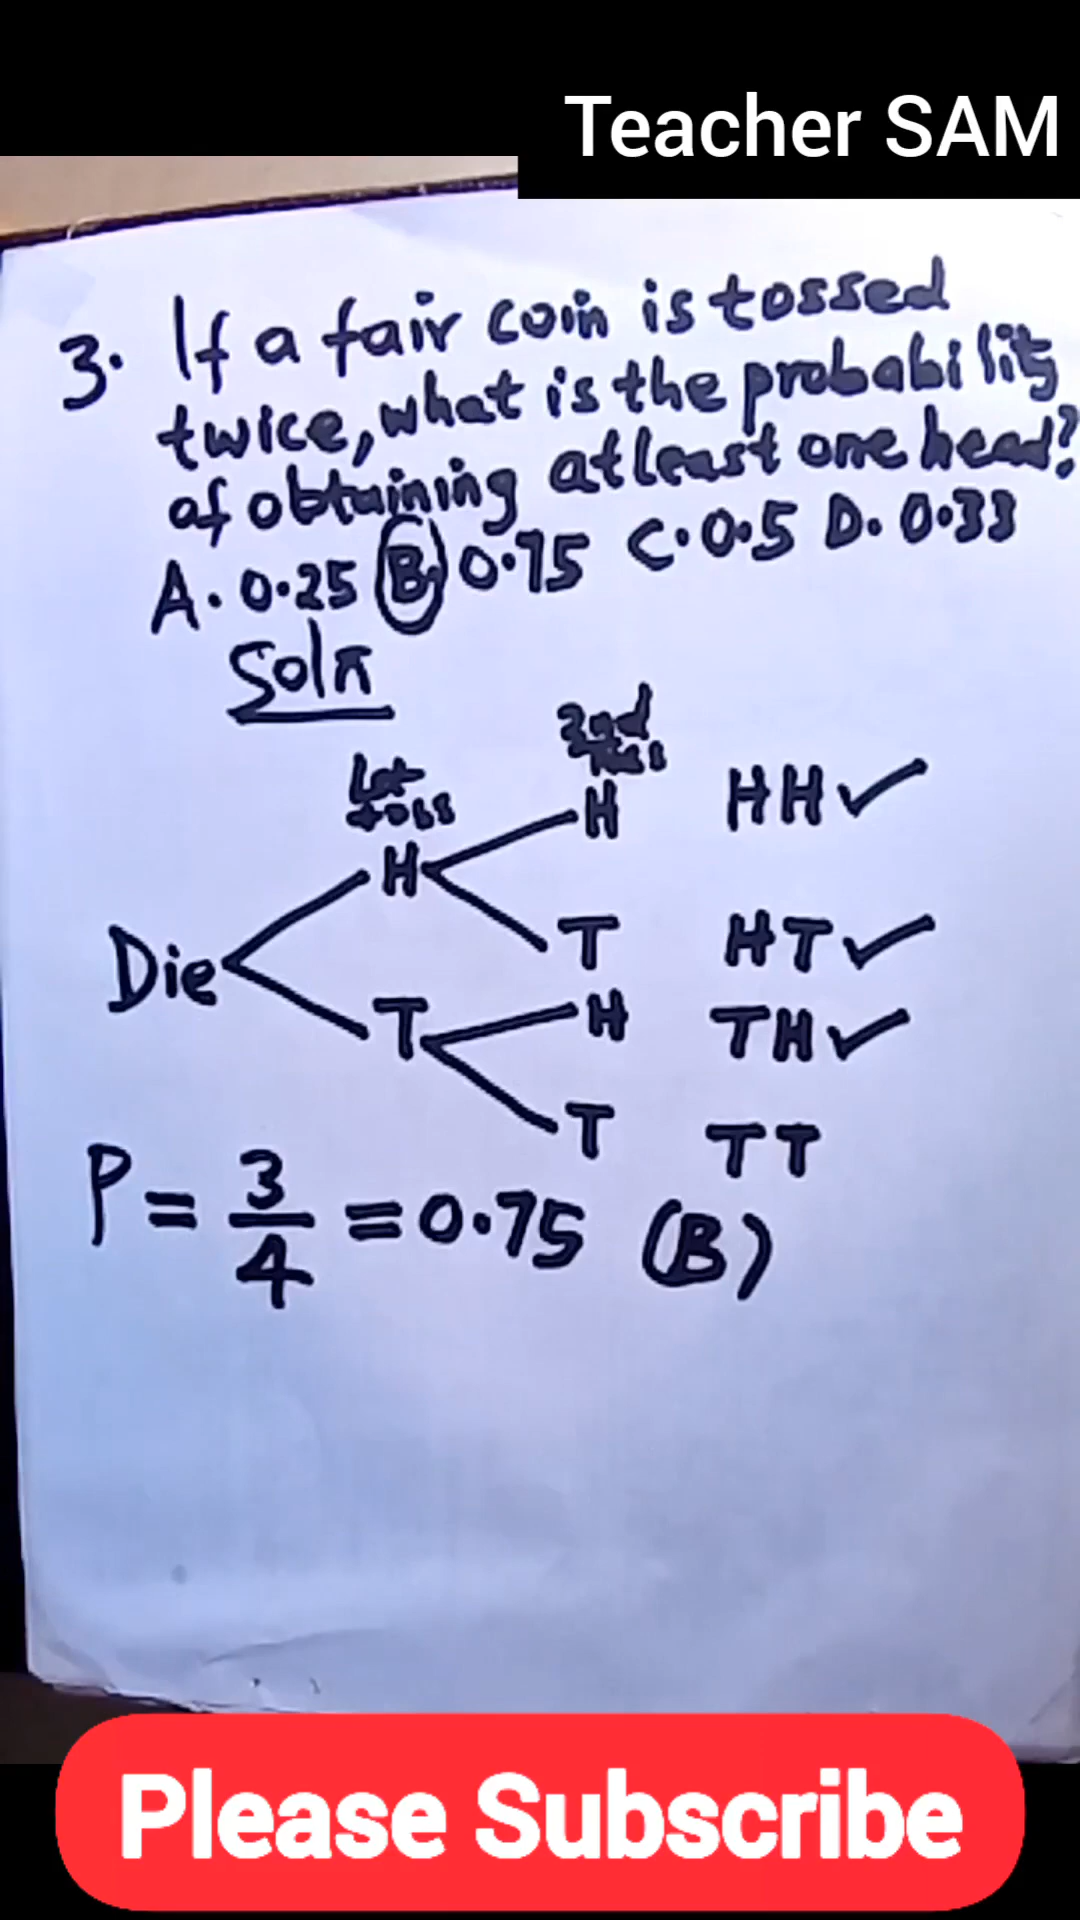 Teacher SAM
3. If a fair coin is tossed
twice, what is the probability
of obtaining atleast one head?
A. 0.25 B. 0.75 C. 0.5 D. 0.33
Soln
1st toss
2nd toss
H
HH✓
H
T
HT✓
Die
T
H
TH✓
T
TT
P = 3/4 = 0.75 (B)
Please Subscribe